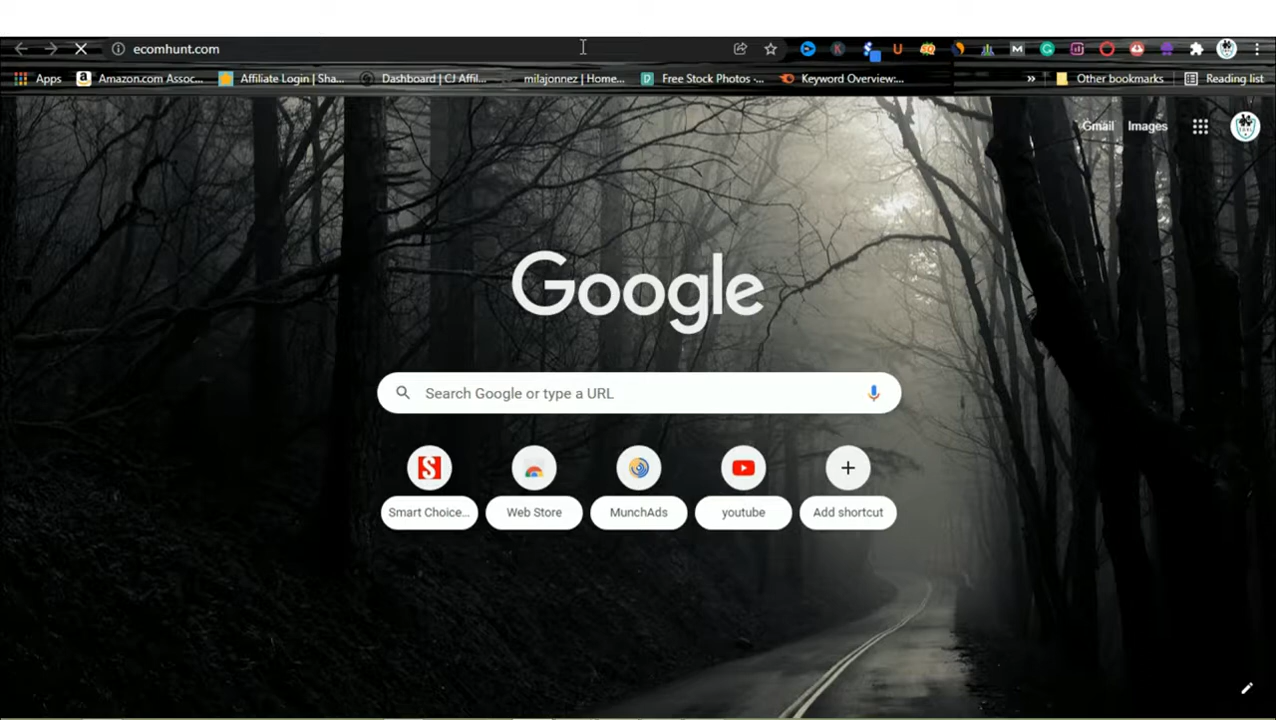 ecomhunt.com
Apps Amazon.com Assoc... Affiliate Login | Sha... Dashboard | CJ Affil... milajonnez | Home... Free Stock Photos -... Keyword Overview:... » Other bookmarks Reading list
Gmail Images
Google
Search Google or type a URL
Smart Choice... Web Store MunchAds youtube Add shortcut